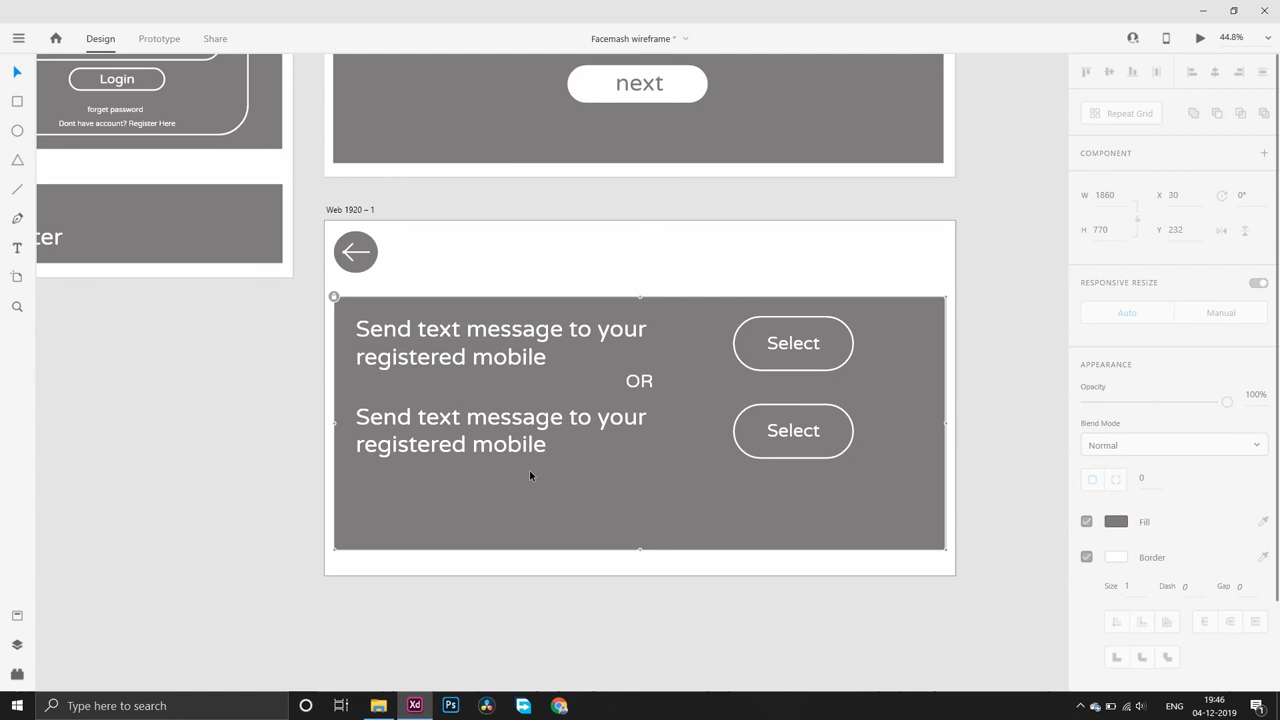 Design
Prototype
Share
Facemash wireframe *
44.8%
Login
forget password
Dont have account? Register Here
ter
next
Web 1920 – 1
Send text message to your
registered mobile
Select
OR
Send text message to your
registered mobile
Select
Repeat Grid
COMPONENT
W 1860
X 30
0°
H 770
Y 232
RESPONSIVE RESIZE
Auto
Manual
APPEARANCE
Opacity
100%
Blend Mode
Normal
0
Fill
Border
Size 1
Dash 0
Gap 0
Type here to search
Xd
Ps
ENG
19:46
04-12-2019
1